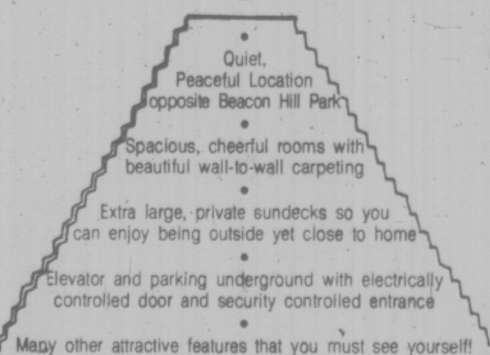 •
Quiet,
Peaceful Location
opposite Beacon Hill Park
•
Spacious, cheerful rooms with
beautiful wall-to-wall carpeting
•
Extra large, private sundecks so you
can enjoy being outside yet close to home
•
Elevator and parking underground with electrically
controlled door and security controlled entrance
•
Many other attractive features that you must see yourself!